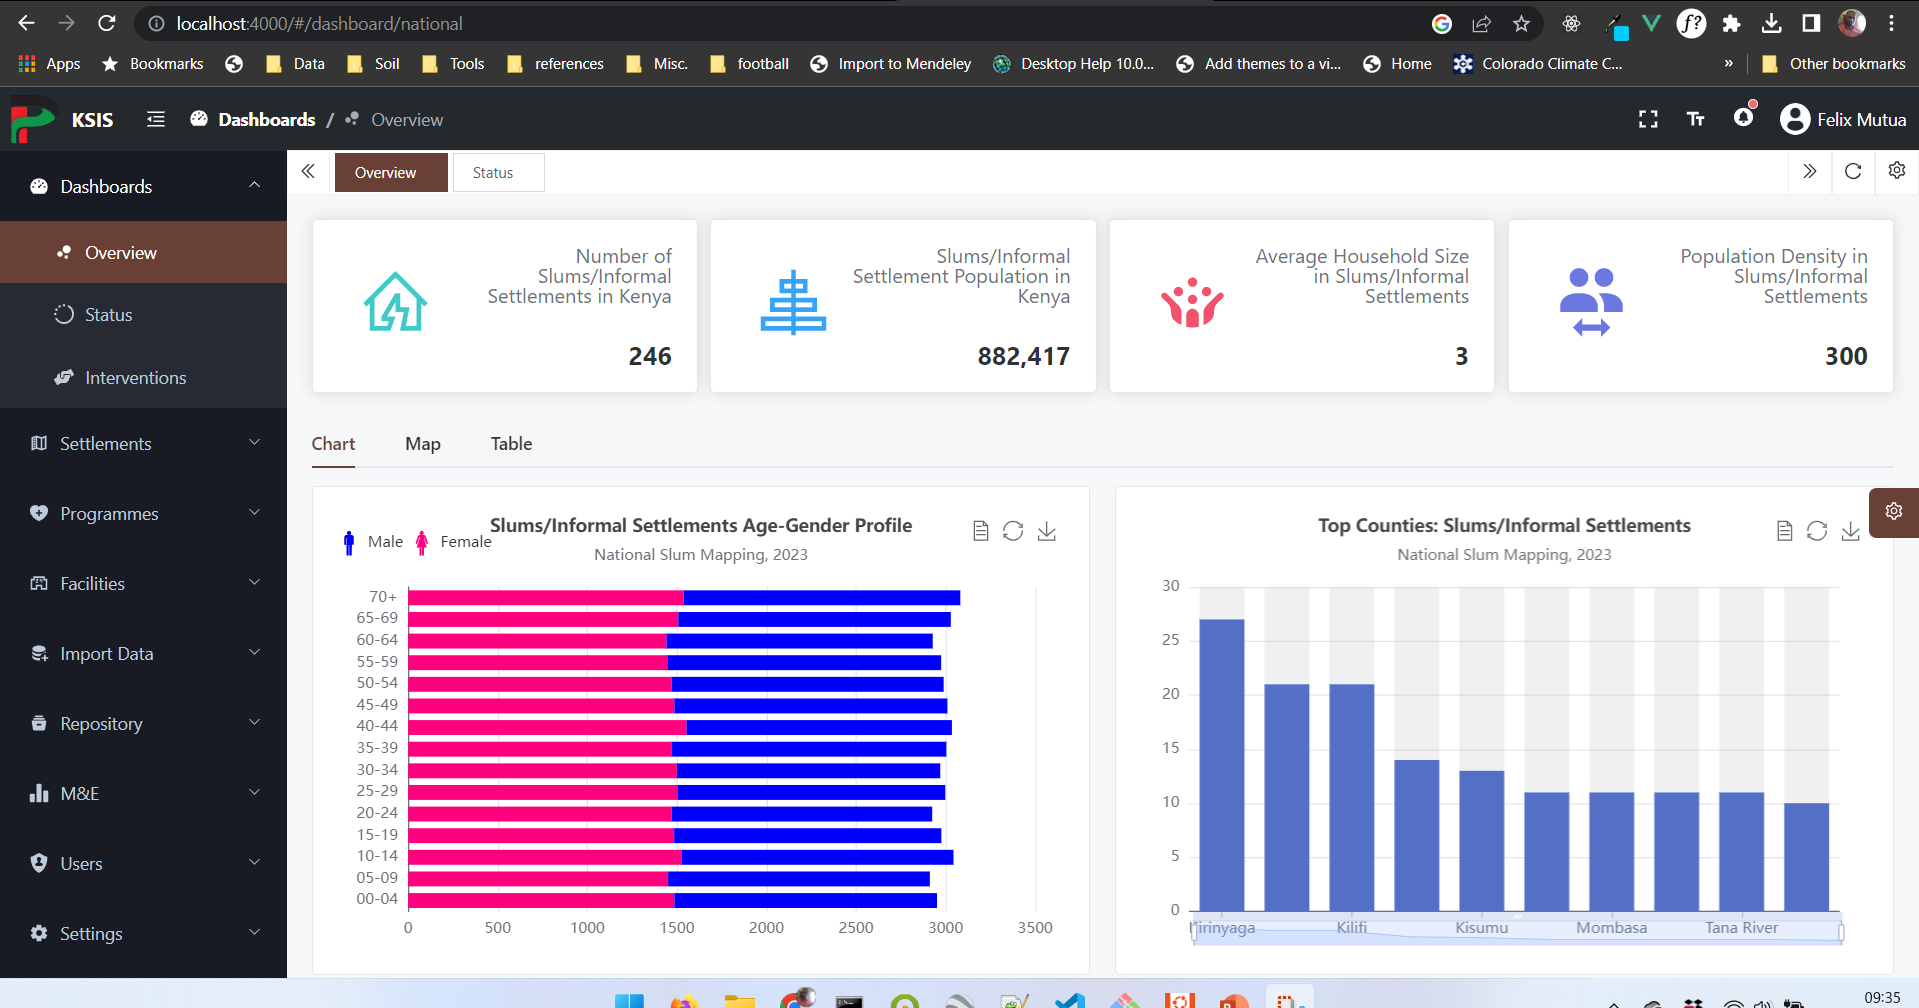 localhost:4000/#/dashboard/national
Apps
Bookmarks
Data
Soil
Tools
references
Misc.
football
Import to Mendeley
Desktop Help 10.0...
Add themes to a vi...
Home
Colorado Climate C...
»
Other bookmarks
KSIS
Dashboards / Overview
Felix Mutua
Dashboards
Overview
Status
Interventions
Settlements
Programmes
Facilities
Import Data
Repository
M&E
Users
Settings
Overview
Status
Number of
Slums/Informal
Settlements in Kenya
246
Slums/Informal
Settlement Population in
Kenya
882,417
Average Household Size
in Slums/Informal
Settlements
3
Population Density in
Slums/Informal
Settlements
300
Chart
Map
Table
Slums/Informal Settlements Age-Gender Profile
National Slum Mapping, 2023
Male
Female
70+
65-69
60-64
55-59
50-54
45-49
40-44
35-39
30-34
25-29
20-24
15-19
10-14
05-09
00-04
0 500 1000 1500 2000 2500 3000 3500
Top Counties: Slums/Informal Settlements
National Slum Mapping, 2023
30
25
20
15
10
5
0
Kirinyaga Kilifi Kisumu Mombasa Tana River
09:35